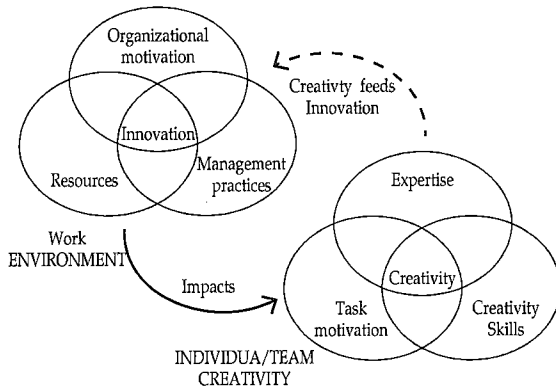 Organizational
motivation
Innovation
Resources
Management
practices
Creativty feeds
Innovation
Work
ENVIRONMENT
Impacts
Expertise
Creativity
Task
motivation
Creativity
Skills
INDIVIDUA/TEAM
CREATIVITY